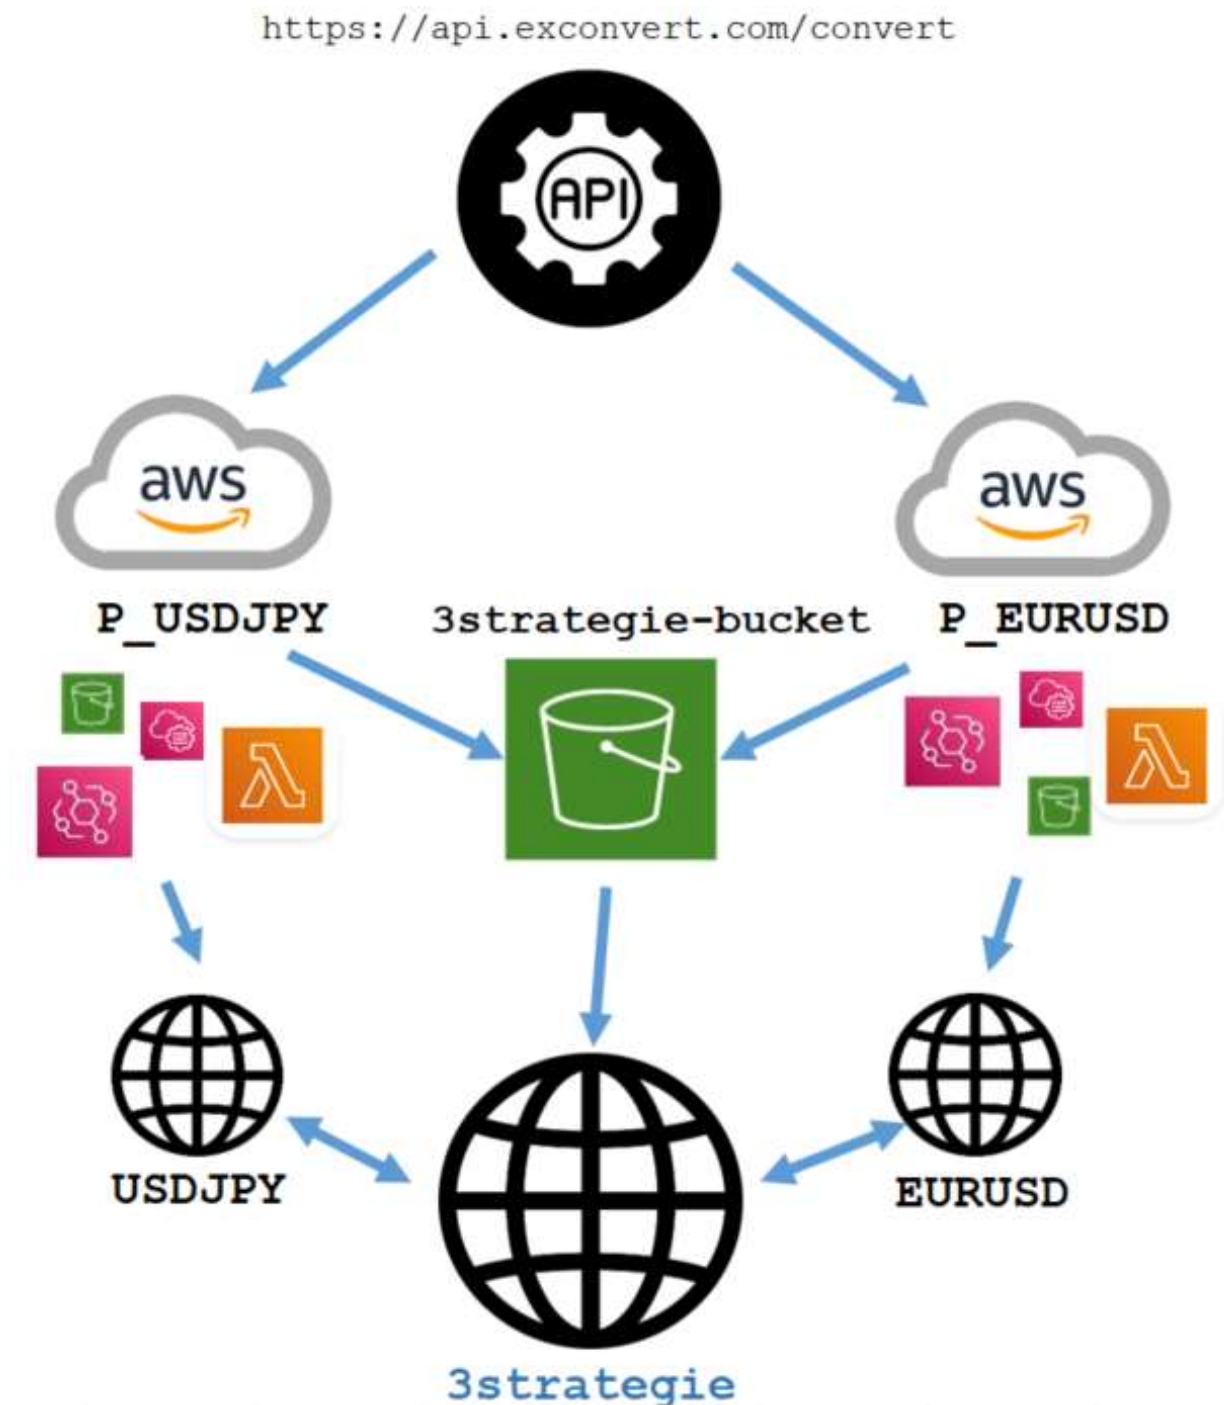 https://api.exconvert.com/convert
API
aws
aws
P_USDJPY
3strategie-bucket
P_EURUSD
USDJPY
EURUSD
3strategie